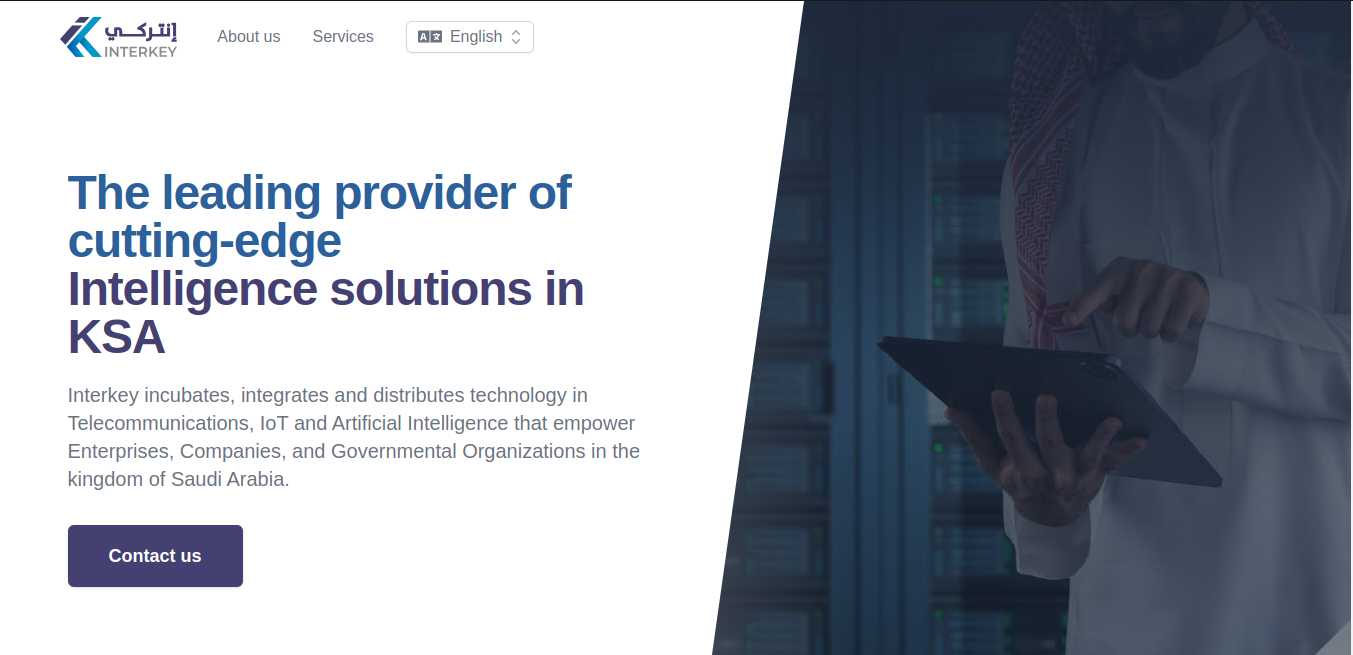 إنتركي
INTERKEY
About us
Services
English
The leading provider of
cutting-edge
Intelligence solutions in
KSA
Interkey incubates, integrates and distributes technology in
Telecommunications, IoT and Artificial Intelligence that empower
Enterprises, Companies, and Governmental Organizations in the
kingdom of Saudi Arabia.
Contact us